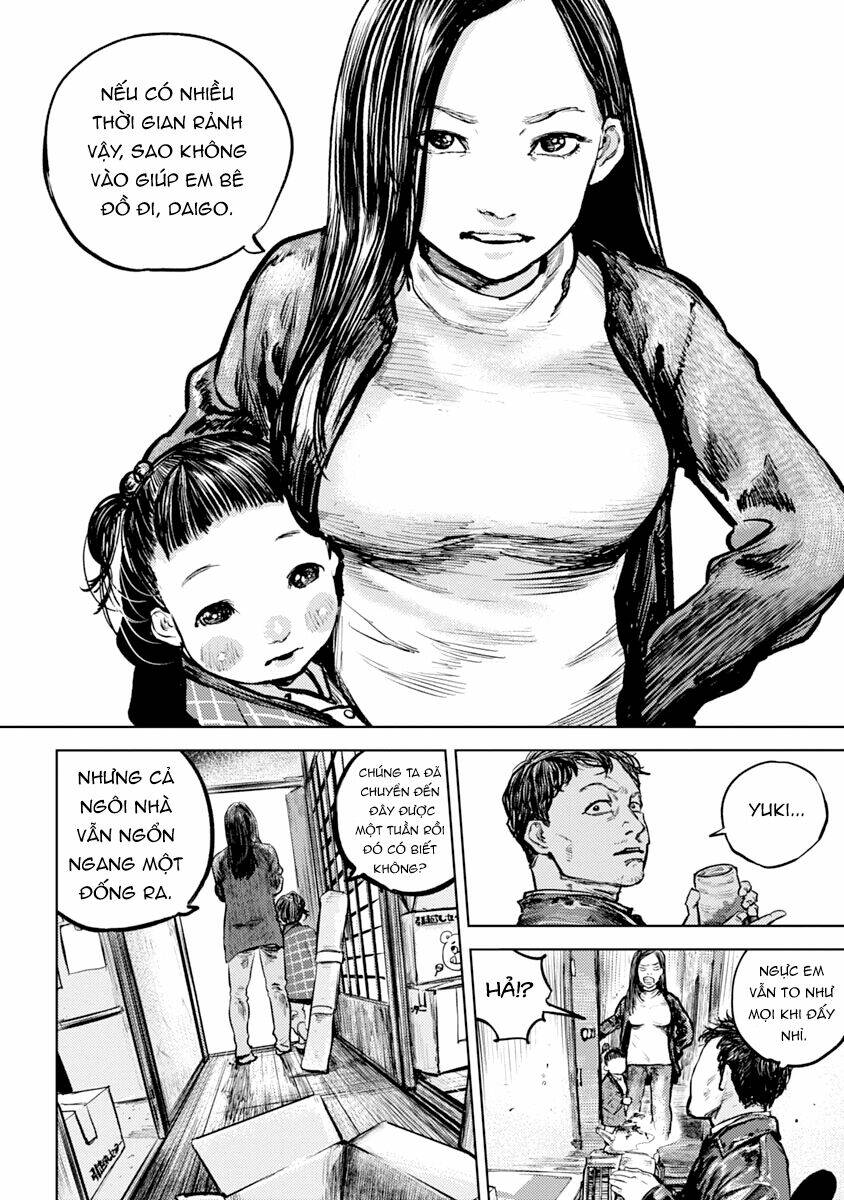 NẾU CÓ NHIỀU
THỜI GIAN RẢNH
VẬY, SAO KHÔNG
VÀO GIÚP EM BÊ
ĐỒ ĐI, DAIGO.
YUKI...
NGỰC EM
VẪN TO NHƯ
MỌI KHI ĐẤY
NHỈ.
HẢ!?
CHÚNG TA ĐÃ
CHUYỂN ĐẾN
ĐÂY ĐƯỢC
MỘT TUẦN RỒI
ĐÓ CÓ BIẾT
KHÔNG?
NHƯNG CẢ
NGÔI NHÀ
VẪN NGỔN
NGANG MỘT
ĐỐNG RA.